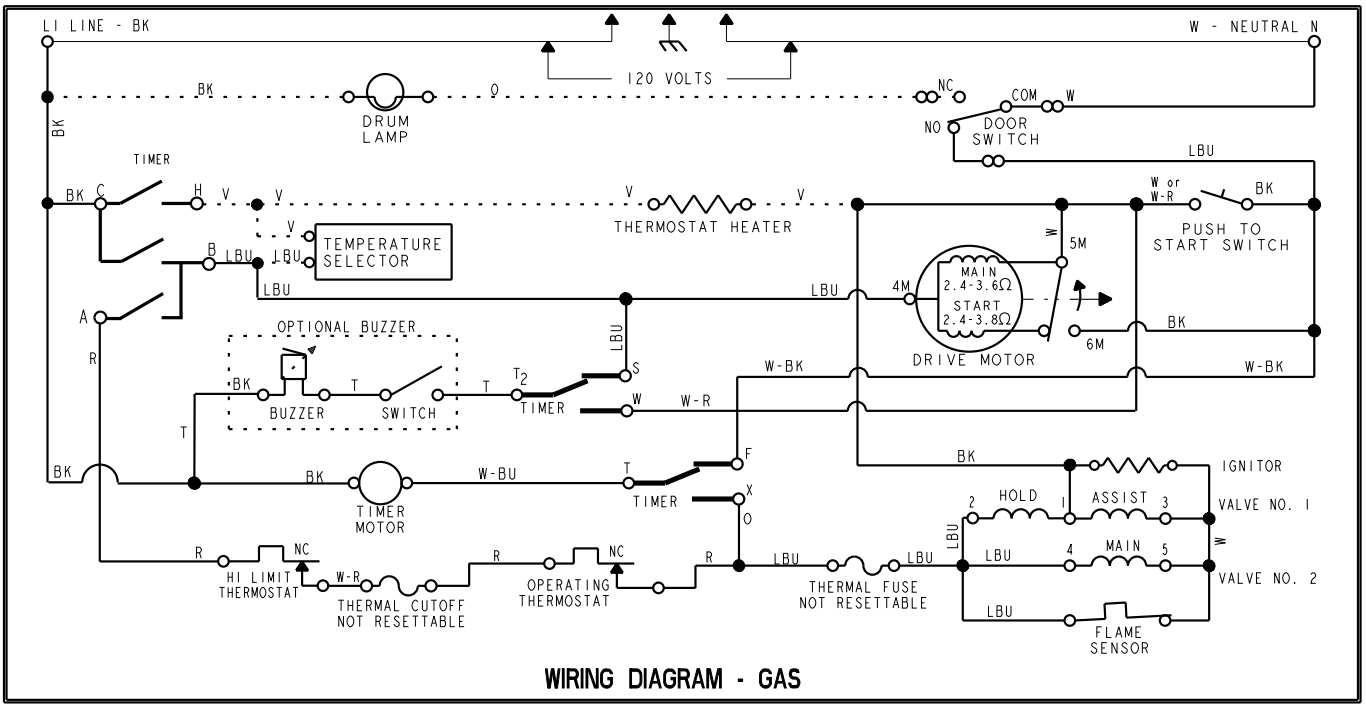 LI LINE - BK
W - NEUTRAL N
120 VOLTS
BK
O
NC
COM
W
DRUM
LAMP
BK
NO
DOOR
SWITCH
LBU
TIMER
BK
C
H
V
V
V
V
W or
W-R
BK
THERMOSTAT HEATER
PUSH TO
START SWITCH
V
TEMPERATURE
SELECTOR
B
LBU
LBU
W
5M
MAIN
2.4-3.6Ω
START
2.4-3.8Ω
LBU
LBU
4M
A
OPTIONAL BUZZER
LBU
BK
6M
DRIVE MOTOR
R
W-BK
W-BK
BK
T
T
T2
S
BUZZER
SWITCH
TIMER
W
W-R
T
BK
BK
W-BU
T
F
BK
IGNITOR
TIMER
MOTOR
TIMER
X
O
2
HOLD
1
ASSIST
3
VALVE NO. 1
LBU
W
R
NC
R
NC
R
LBU
LBU
LBU
4
MAIN
5
VALVE NO. 2
HI LIMIT
THERMOSTAT
W-R
THERMAL CUTOFF
NOT RESETTABLE
OPERATING
THERMOSTAT
THERMAL FUSE
NOT RESETTABLE
LBU
FLAME
SENSOR
WIRING DIAGRAM - GAS